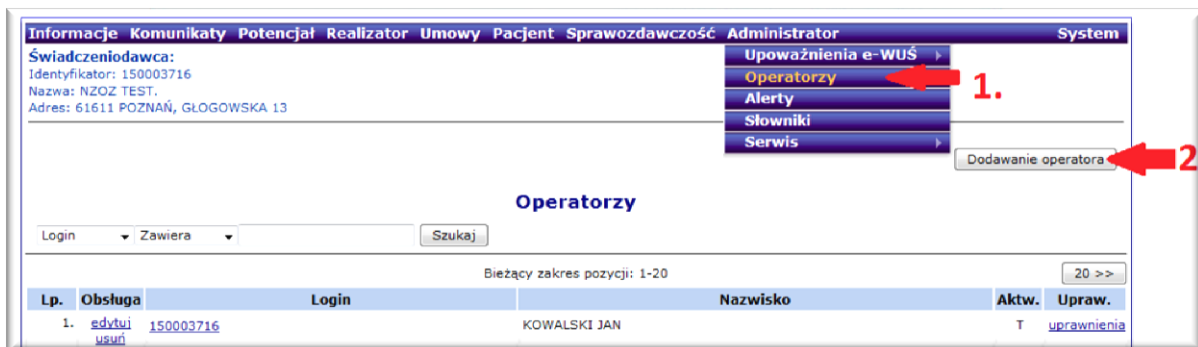 Informacje Komunikaty Potencjał Realizator Umowy Pacjent Sprawozdawczość Administrator System
Świadczeniodawca:
Identyfikator: 150003716
Nazwa: NZOZ TEST.
Adres: 61611 POZNAŃ, GŁOGOWSKA 13
Upoważnienia e-WUŚ
Operatorzy
1.
Alerty
Słowniki
Serwis
Dodawanie operatora
2
Operatorzy
Login Zawiera Szukaj
Bieżący zakres pozycji: 1-20 20 >>
Lp. Obsługa Login Nazwisko Aktw. Upraw.
1. edytuj 150003716 KOWALSKI JAN T uprawnienia
usuń